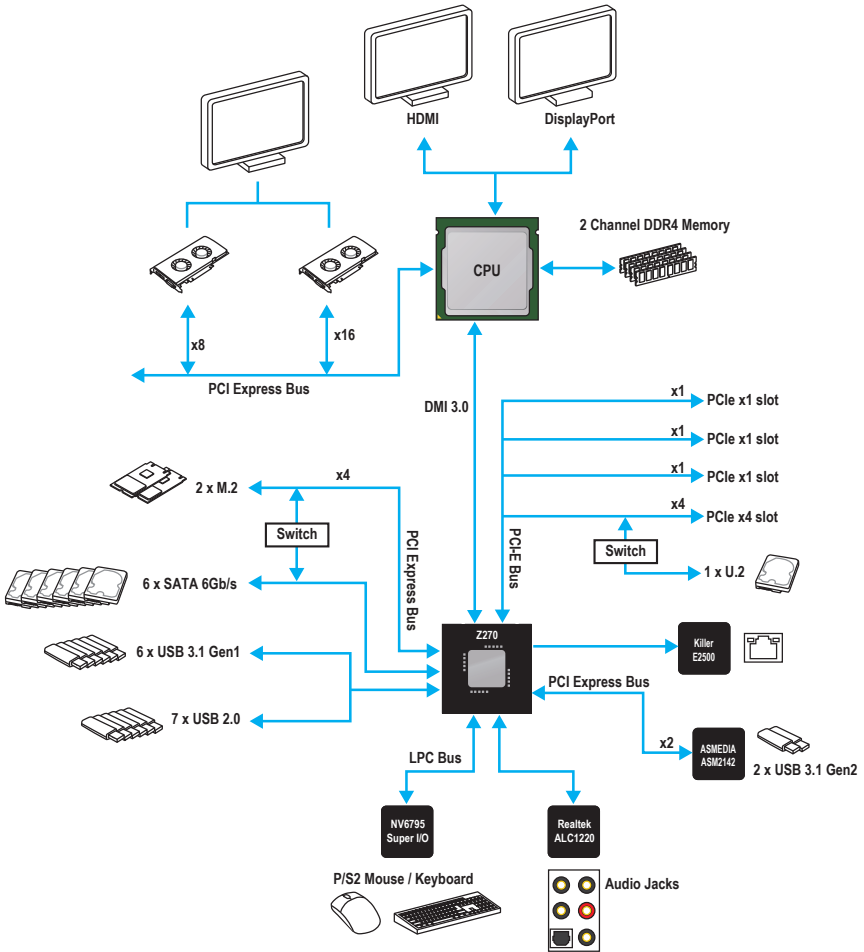 HDMI
DisplayPort
2 Channel DDR4 Memory
CPU
x8
x16
PCI Express Bus
DMI 3.0
x1
PCIe x1 slot
x1
PCIe x1 slot
x1
PCIe x1 slot
x4
PCIe x4 slot
PCI-E Bus
Switch
1 x U.2
x4
2 x M.2
Switch
PCI Express Bus
6 x SATA 6Gb/s
6 x USB 3.1 Gen1
7 x USB 2.0
Z270
Killer
E2500
PCI Express Bus
x2
ASMEDIA
ASM2142
2 x USB 3.1 Gen2
LPC Bus
NV6795
Super I/O
Realtek
ALC1220
P/S2 Mouse / Keyboard
Audio Jacks